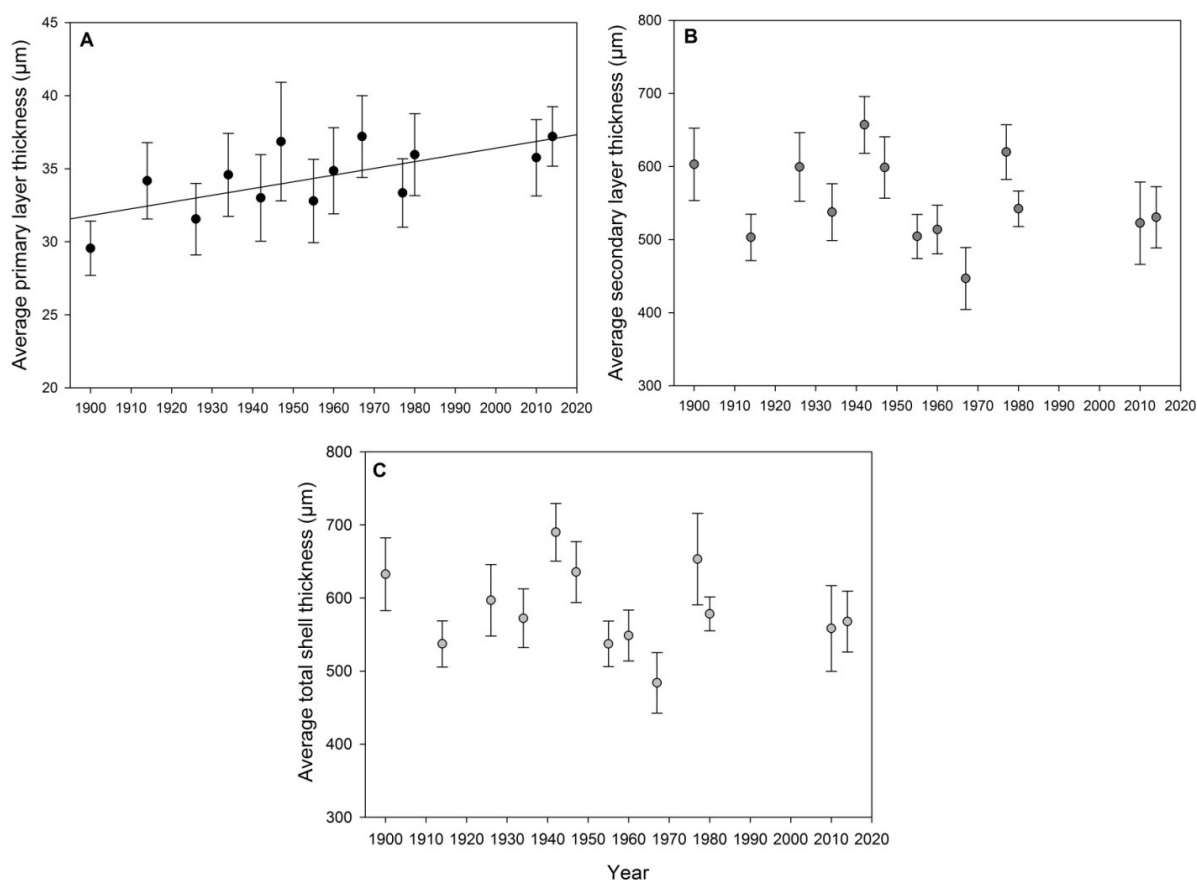 A
Average primary layer thickness (µm)
45
40
35
30
25
20
1900 1910 1920 1930 1940 1950 1960 1970 1980 1990 2000 2010 2020
B
Average secondary layer thickness (µm)
800
700
600
500
400
300
1900 1910 1920 1930 1940 1950 1960 1970 1980 1990 2000 2010 2020
C
Average total shell thickness (µm)
800
700
600
500
400
300
1900 1910 1920 1930 1940 1950 1960 1970 1980 1990 2000 2010 2020
Year